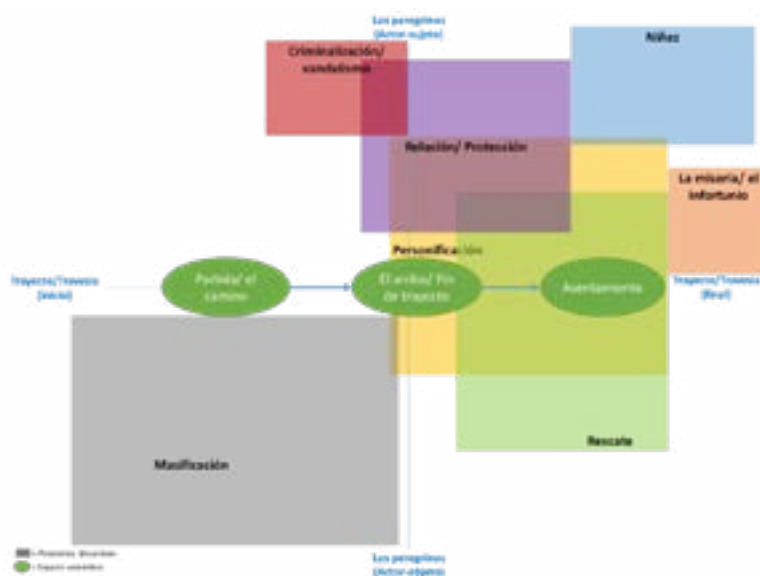 Los peregrinos
(Actor-sujeto)
Criminalización/
vandalismo
Niñez
Relación/ Protección
La miseria/ el
infortunio
Personificación
Trayecto/Travesía
(inicio)
Partida/ el
camino
El arribo/ Fin
de trayecto
Asentamiento
Trayecto/Travesía
(final)
Rescate
Masificación
Los peregrinos
(Actor-objeto)